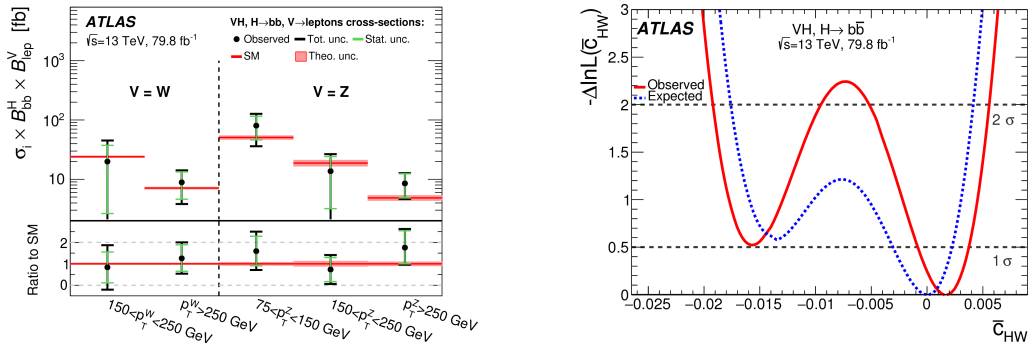 ATLAS
√s=13 TeV, 79.8 fb⁻¹
VH, H→bb, V→leptons cross-sections:
Observed Tot. unc. Stat. unc.
SM Theo. unc.
V = W V = Z
σᵢ × B^H_bb × B^V_lep [fb]
10³
10²
10
Ratio to SM
2
1
0
150<p_T^W<250 GeV
p_T^W>250 GeV
75<p_T^Z<150 GeV
150<p_T^Z<250 GeV
p_T^Z>250 GeV
-ΔlnL(c̅_HW)
3
2.5
2
1.5
1
0.5
0
ATLAS
VH, H→ bb̅
√s=13 TeV, 79.8 fb⁻¹
Observed
Expected
2 σ
1 σ
−0.025 −0.02 −0.015 −0.01 −0.005 0 0.005
c̅_HW